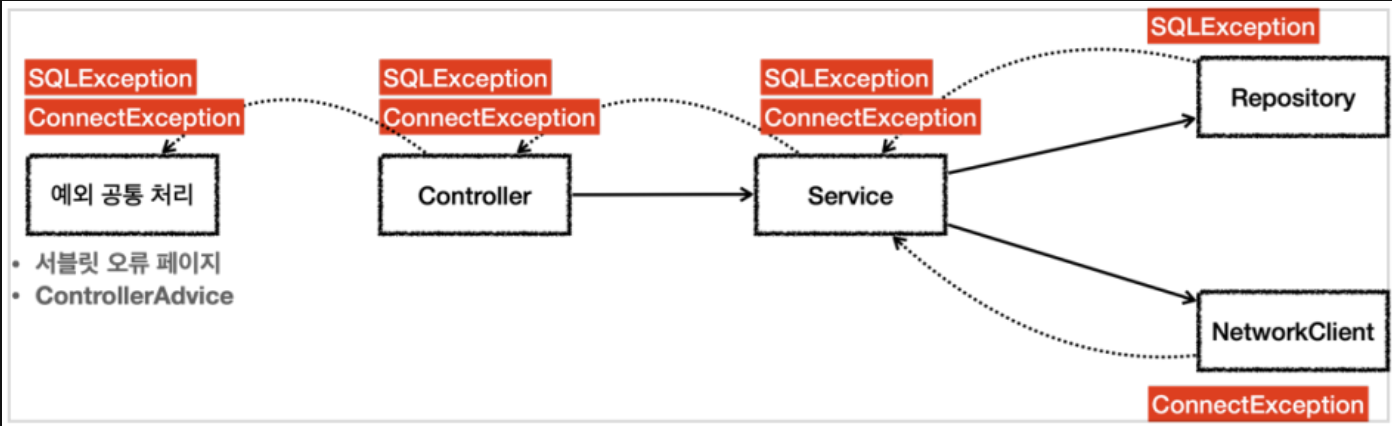 SQLException
SQLException
ConnectException
SQLException
ConnectException
SQLException
ConnectException
Repository
예외 공통 처리
Controller
Service
• 서블릿 오류 페이지
• ControllerAdvice
NetworkClient
ConnectException